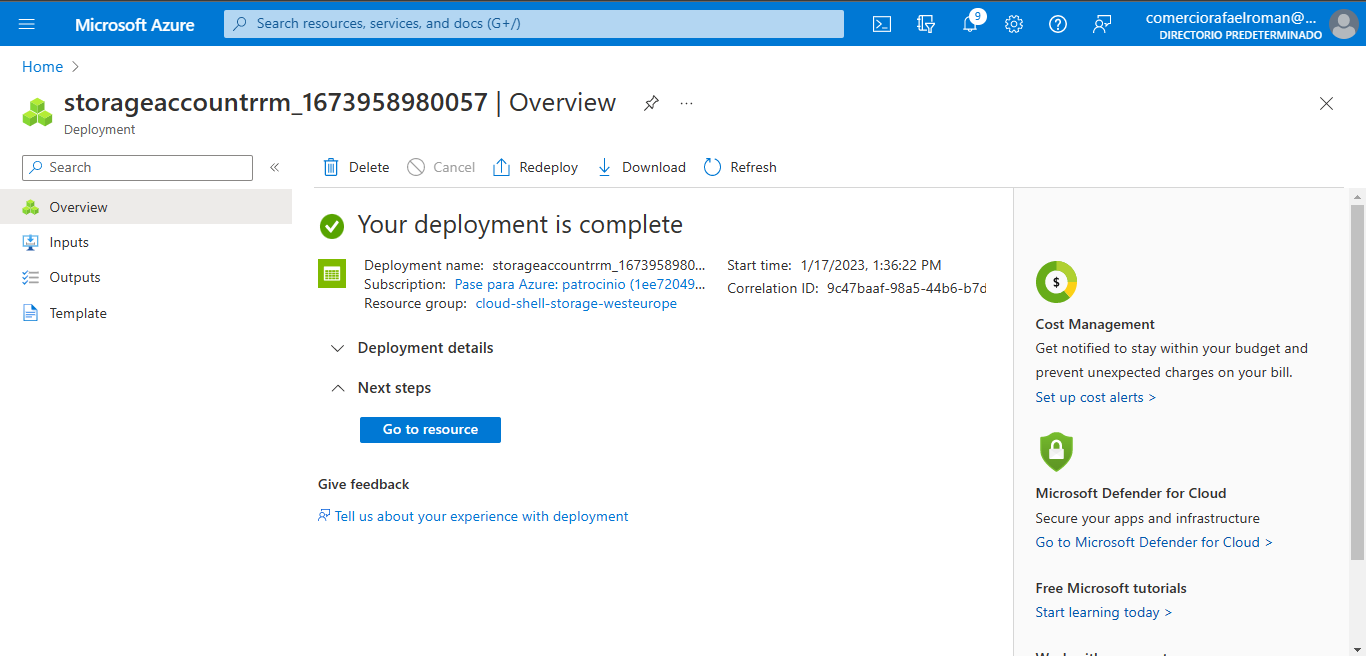 Microsoft Azure
Search resources, services, and docs (G+/)
9
comerciorafaelroman@...
DIRECTORIO PREDETERMINADO
Home >
storageaccountrrm_1673958980057 | Overview
Deployment
Search
Delete
Cancel
Redeploy
Download
Refresh
Overview
Inputs
Outputs
Template
Your deployment is complete
Deployment name: storageaccountrrm_1673958980...
Subscription: Pase para Azure: patrocinio (1ee72049...
Resource group: cloud-shell-storage-westeurope
Start time: 1/17/2023, 1:36:22 PM
Correlation ID: 9c47baaf-98a5-44b6-b7d
Deployment details
Next steps
Go to resource
Give feedback
Tell us about your experience with deployment
$
Cost Management
Get notified to stay within your budget and
prevent unexpected charges on your bill.
Set up cost alerts >
Microsoft Defender for Cloud
Secure your apps and infrastructure
Go to Microsoft Defender for Cloud >
Free Microsoft tutorials
Start learning today >